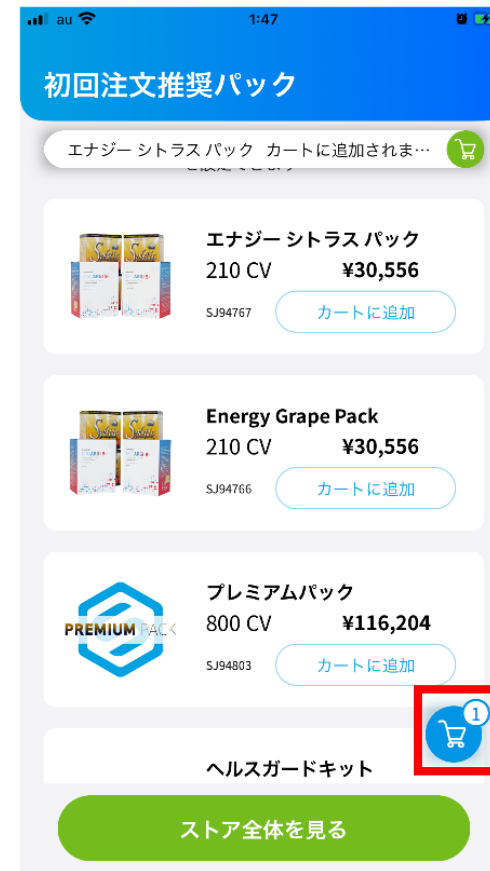 au 1:47
初回注文推奨パック
エナジー シトラス パック カートに追加されま…
エナジー シトラス パック
210 CV ¥30,556
SJ94767 カートに追加
Energy Grape Pack
210 CV ¥30,556
SJ94766 カートに追加
プレミアムパック
PREMIUM PACK
800 CV ¥116,204
SJ94803 カートに追加
1
ヘルスガードキット
ストア全体を見る